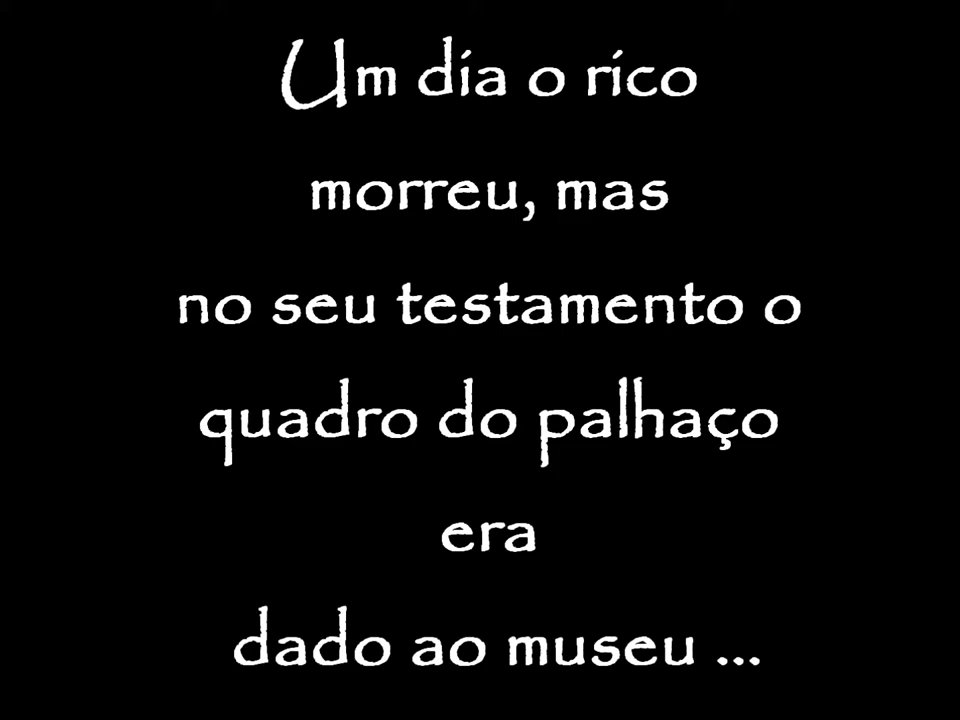 Um dia o rico
morreu, mas
no seu testamento o
quadro do palhaço
era
dado ao museu ...